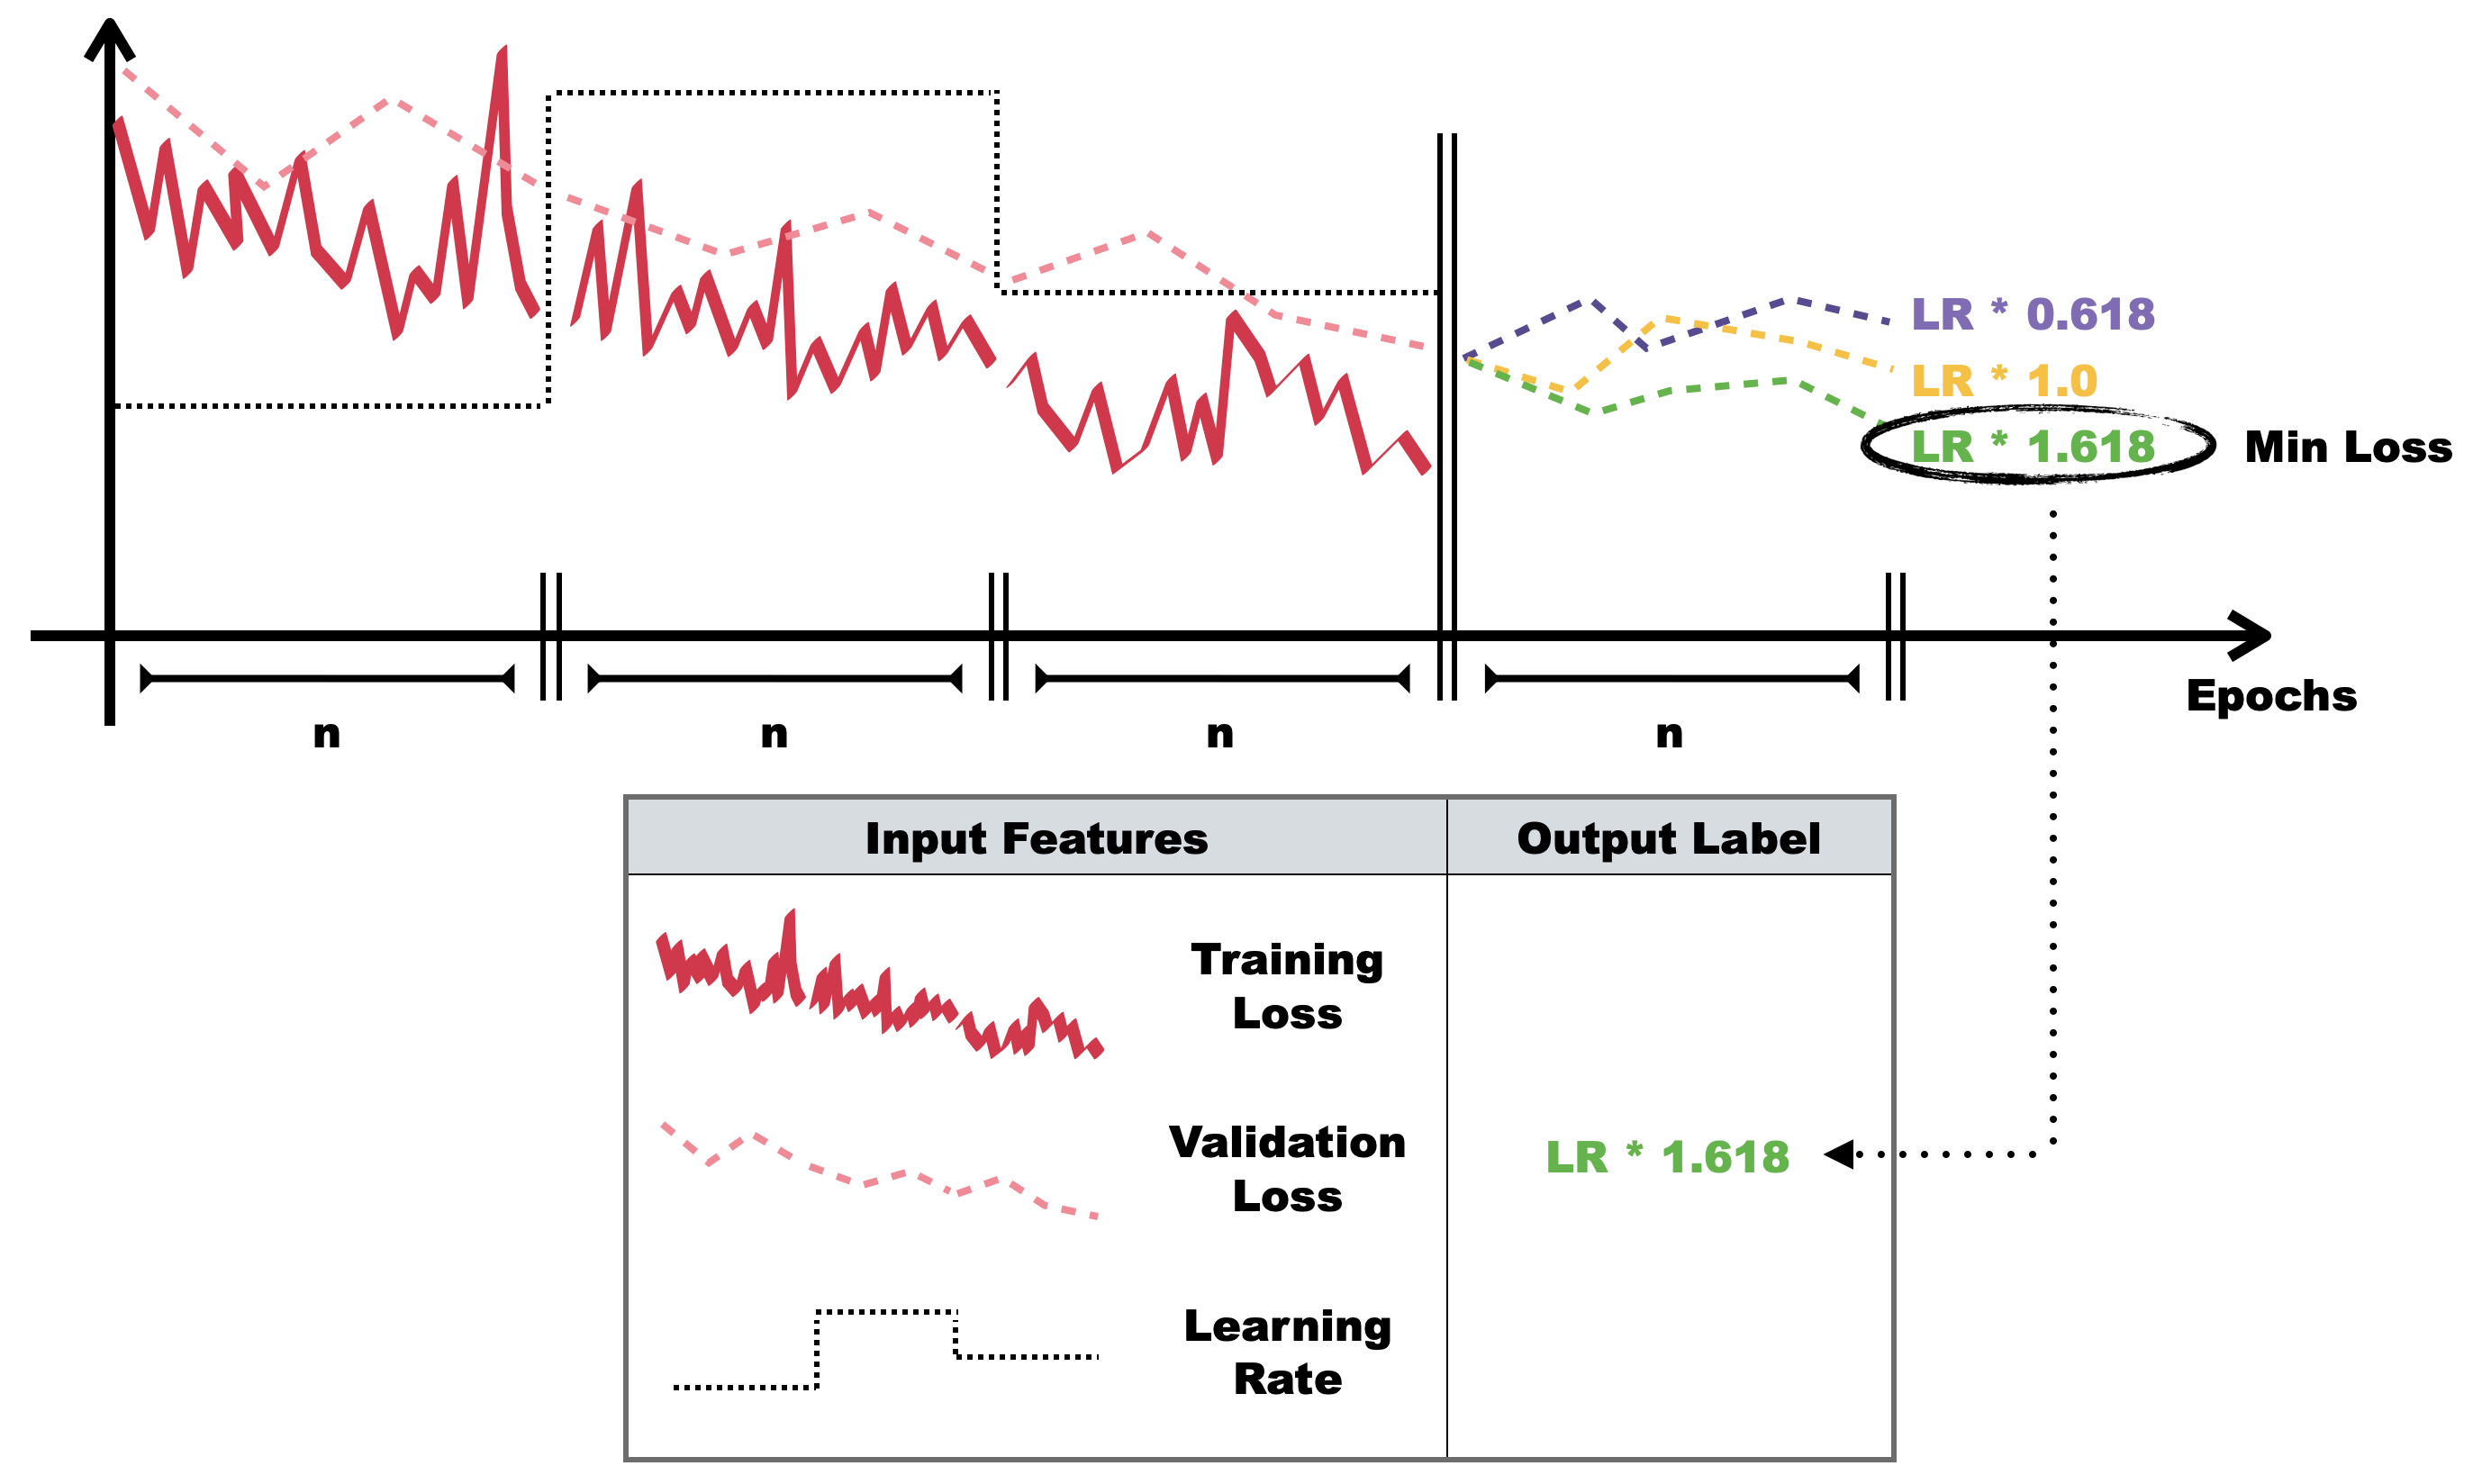 LR * 0.618
LR * 1.0
LR * 1.618
Min Loss
Epochs
n
n
n
n
Input Features
Output Label
Training
Loss
Validation
Loss
LR * 1.618
Learning
Rate